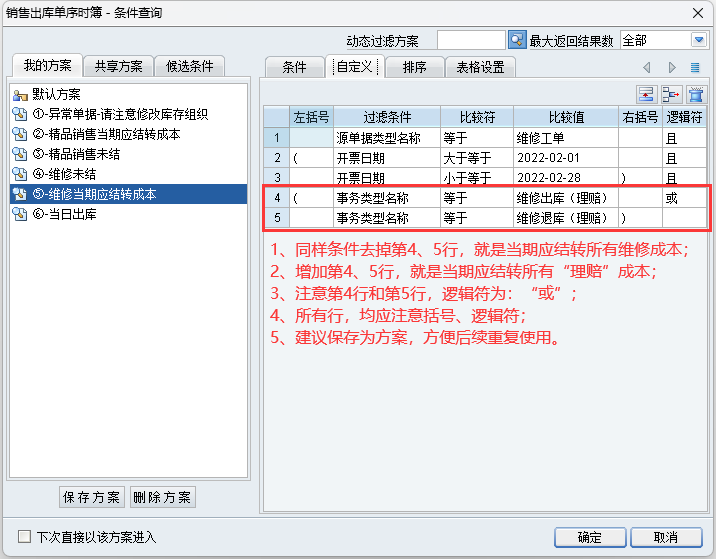 销售出库单序时簿 - 条件查询
动态过滤方案 最大返回结果数 全部
我的方案 共享方案 候选条件
默认方案
①-异常单据-请注意修改库存组织
②-精品销售当期应结转成本
③-精品销售未结
④-维修未结
⑤-维修当期应结转成本
⑥-当日出库
保存方案 删除方案
条件 自定义 排序 表格设置
左括号 过滤条件 比较符 比较值 右括号 逻辑符
1 源单据类型名称 等于 维修工单 且
2 ( 开票日期 大于等于 2022-02-01 且
3 开票日期 小于等于 2022-02-28 ) 且
4 ( 事务类型名称 等于 维修出库（理赔） 或
5 事务类型名称 等于 维修退库（理赔） )
1、同样条件去掉第4、5行，就是当期应结转所有维修成本；
2、增加第4、5行，就是当期应结转所有“理赔”成本；
3、注意第4行和第5行，逻辑符为：“或”；
4、所有行，均应注意括号、逻辑符；
5、建议保存为方案，方便后续重复使用。
下次直接以该方案进入
确定 取消